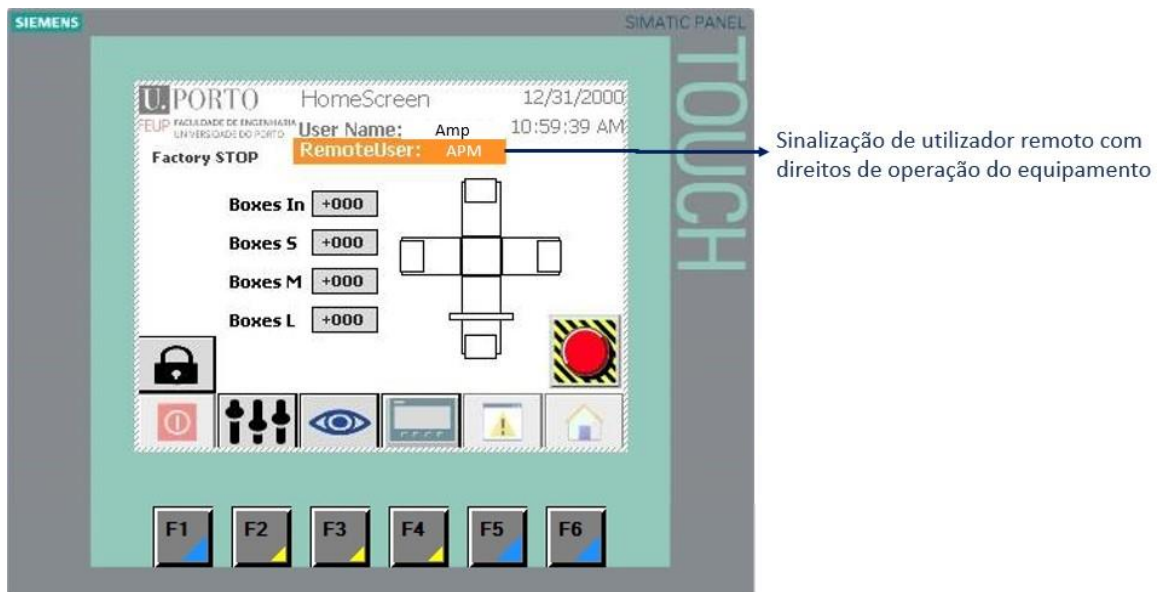 SIEMENS
SIMATIC PANEL
TOUCH
U. PORTO HomeScreen 12/31/2000
FEUP FACULDADE DE ENGENHARIA
UNIVERSIDADE DO PORTO
User Name: Amp 10:59:39 AM
RemoteUser: APM
Factory STOP
Boxes In +000
Boxes S +000
Boxes M +000
Boxes L +000
F1 F2 F3 F4 F5 F6
Sinalização de utilizador remoto com
direitos de operação do equipamento